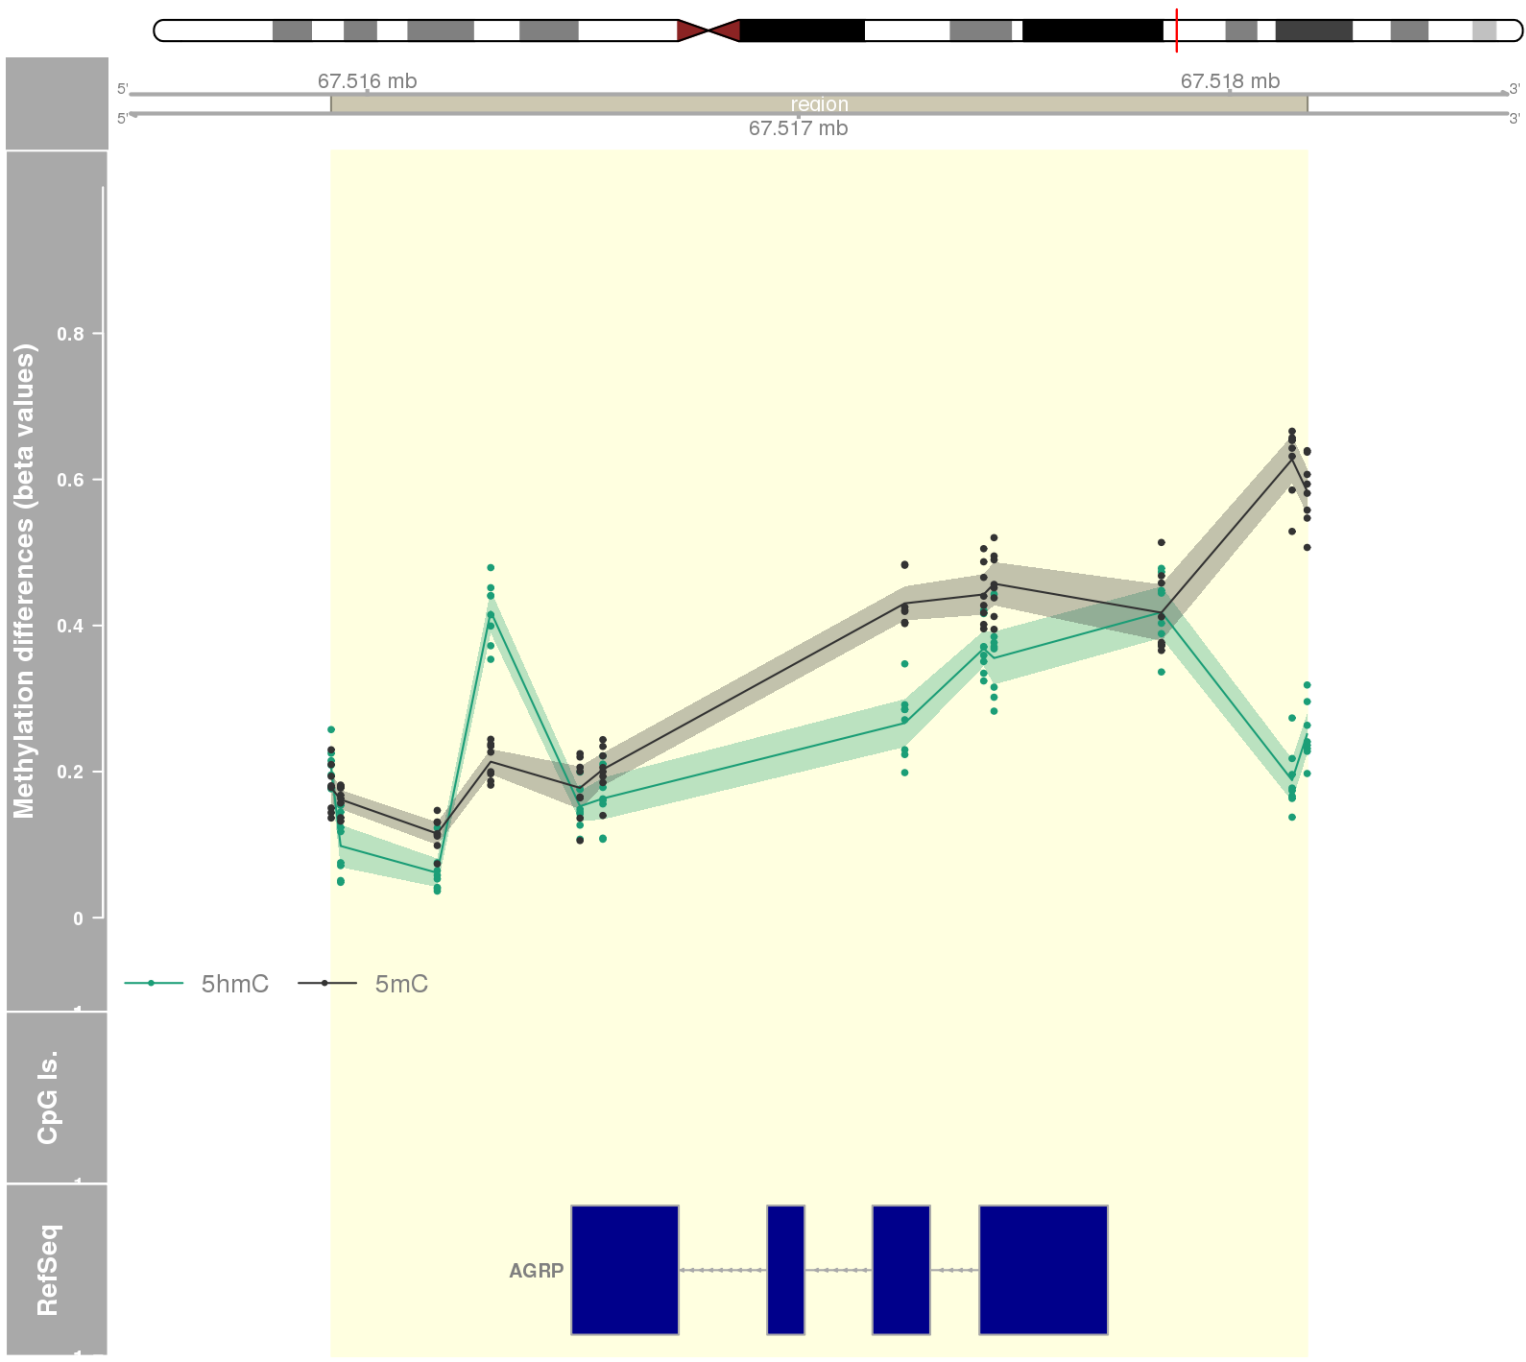 67.516 mb
67.518 mb
5'
3'
region
5'
3'
67.517 mb
Methylation differences (beta values)
0.8
0.6
0.4
0.2
0
5hmC
5mC
CpG Is.
RefSeq
AGRP